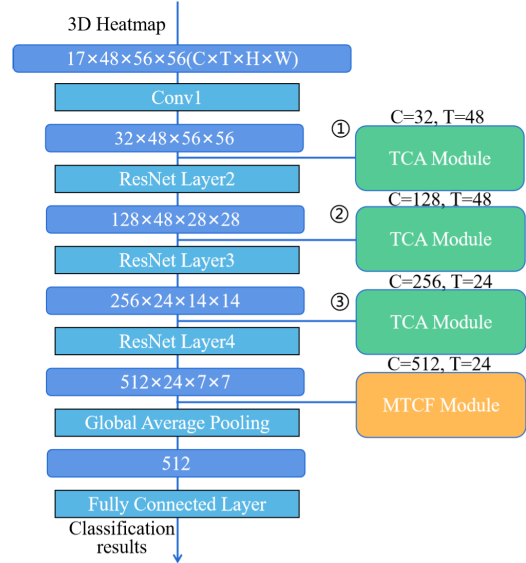 3D Heatmap
17×48×56×56(C×T×H×W)
Conv1
32×48×56×56
① C=32, T=48
TCA Module
ResNet Layer2
128×48×28×28
② C=128, T=48
TCA Module
ResNet Layer3
256×24×14×14
③ C=256, T=24
TCA Module
ResNet Layer4
512×24×7×7
C=512, T=24
MTCF Module
Global Average Pooling
512
Fully Connected Layer
Classification
results